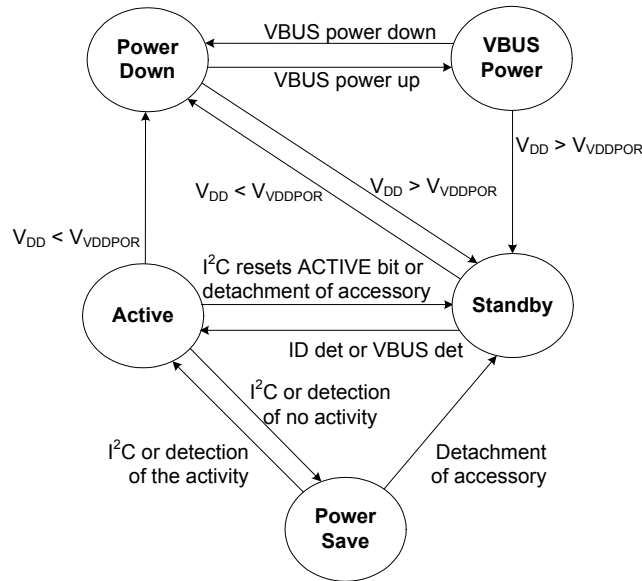 Power
Down
VBUS power down
VBUS power up
VBUS
Power
V_DD > V_VDDPOR
V_DD < V_VDDPOR
V_DD > V_VDDPOR
V_DD < V_VDDPOR
I²C resets ACTIVE bit or
detachment of accessory
Active
Standby
ID det or VBUS det
I²C or detection
of no activity
I²C or detection
of the activity
Detachment
of accessory
Power
Save